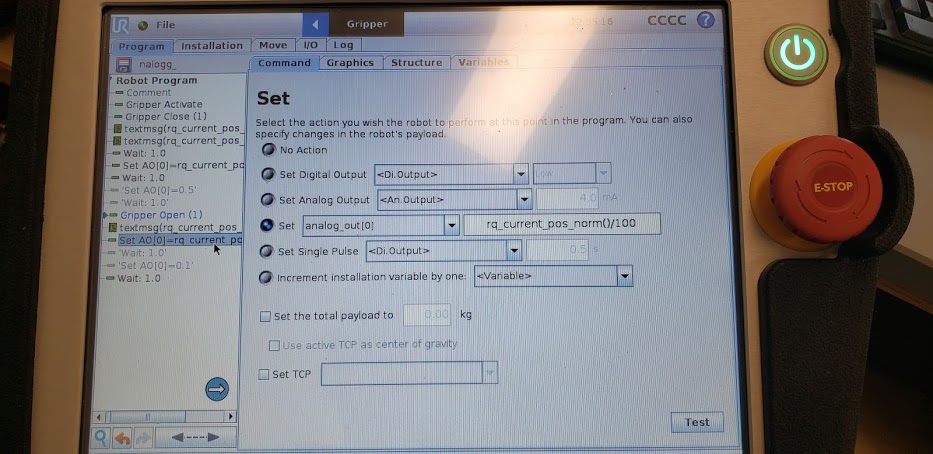 UR File Gripper CCCC ?
Program Installation Move I/O Log
nalogg_
Command Graphics Structure Variables
Robot Program
Comment
Gripper Activate
Gripper Close (1)
textmsg(rq_current_pos_
textmsg(rq_current_pos_
Wait: 1.0
Set AO[0]=rq_current_po
Wait: 1.0
'Set AO[0]=0.5'
'Wait: 1.0'
Gripper Open (1)
textmsg(rq_current_pos_
Set AO[0]=rq_current_po
'Wait: 1.0'
'Set AO[0]=0.1'
Wait: 1.0
Set
Select the action you wish the robot to perform at this point in the program. You can also
specify changes in the robot's payload.
No Action
Set Digital Output <Di.Output> Low
Set Analog Output <An.Output> 4.0 mA
Set analog_out[0] rq_current_pos_norm()/100
Set Single Pulse <Di.Output> 0.5 s
Increment installation variable by one: <Variable>
Set the total payload to 0.00 kg
Use active TCP as center of gravity
Set TCP
Test
E-STOP